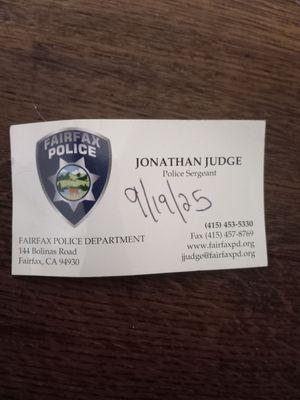 FAIRFAX
POLICE
JONATHAN JUDGE
Police Sergeant
9/19/25
(415) 453-5330
Fax (415) 457-8769
www.fairfaxpd.org
jjudge@fairfaxpd.org
FAIRFAX POLICE DEPARTMENT
144 Bolinas Road
Fairfax, CA 94930